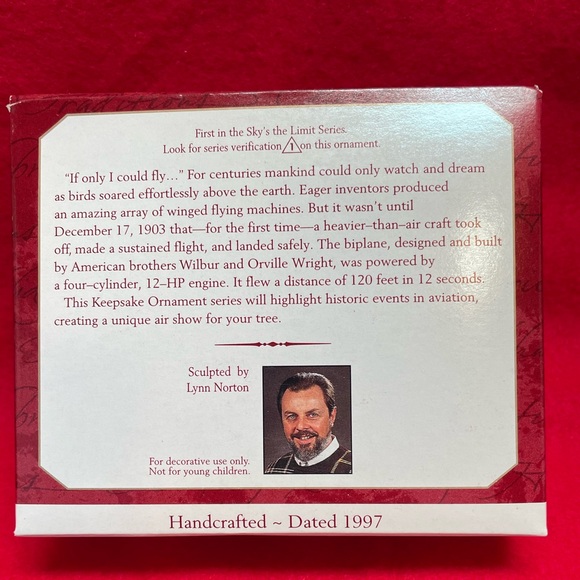 Traditions
First in the Sky's the Limit Series.
Look for series verification 1 on this ornament.
“If only I could fly…” For centuries mankind could only watch and dream
as birds soared effortlessly above the earth. Eager inventors produced
an amazing array of winged flying machines. But it wasn't until
December 17, 1903 that—for the first time—a heavier–than–air craft took
off, made a sustained flight, and landed safely. The biplane, designed and built
by American brothers Wilbur and Orville Wright, was powered by
a four–cylinder, 12–HP engine. It flew a distance of 120 feet in 12 seconds.
This Keepsake Ornament series will highlight historic events in aviation,
creating a unique air show for your tree.
Sculpted by
Lynn Norton
For decorative use only.
Not for young children.
Handcrafted ~ Dated 1997